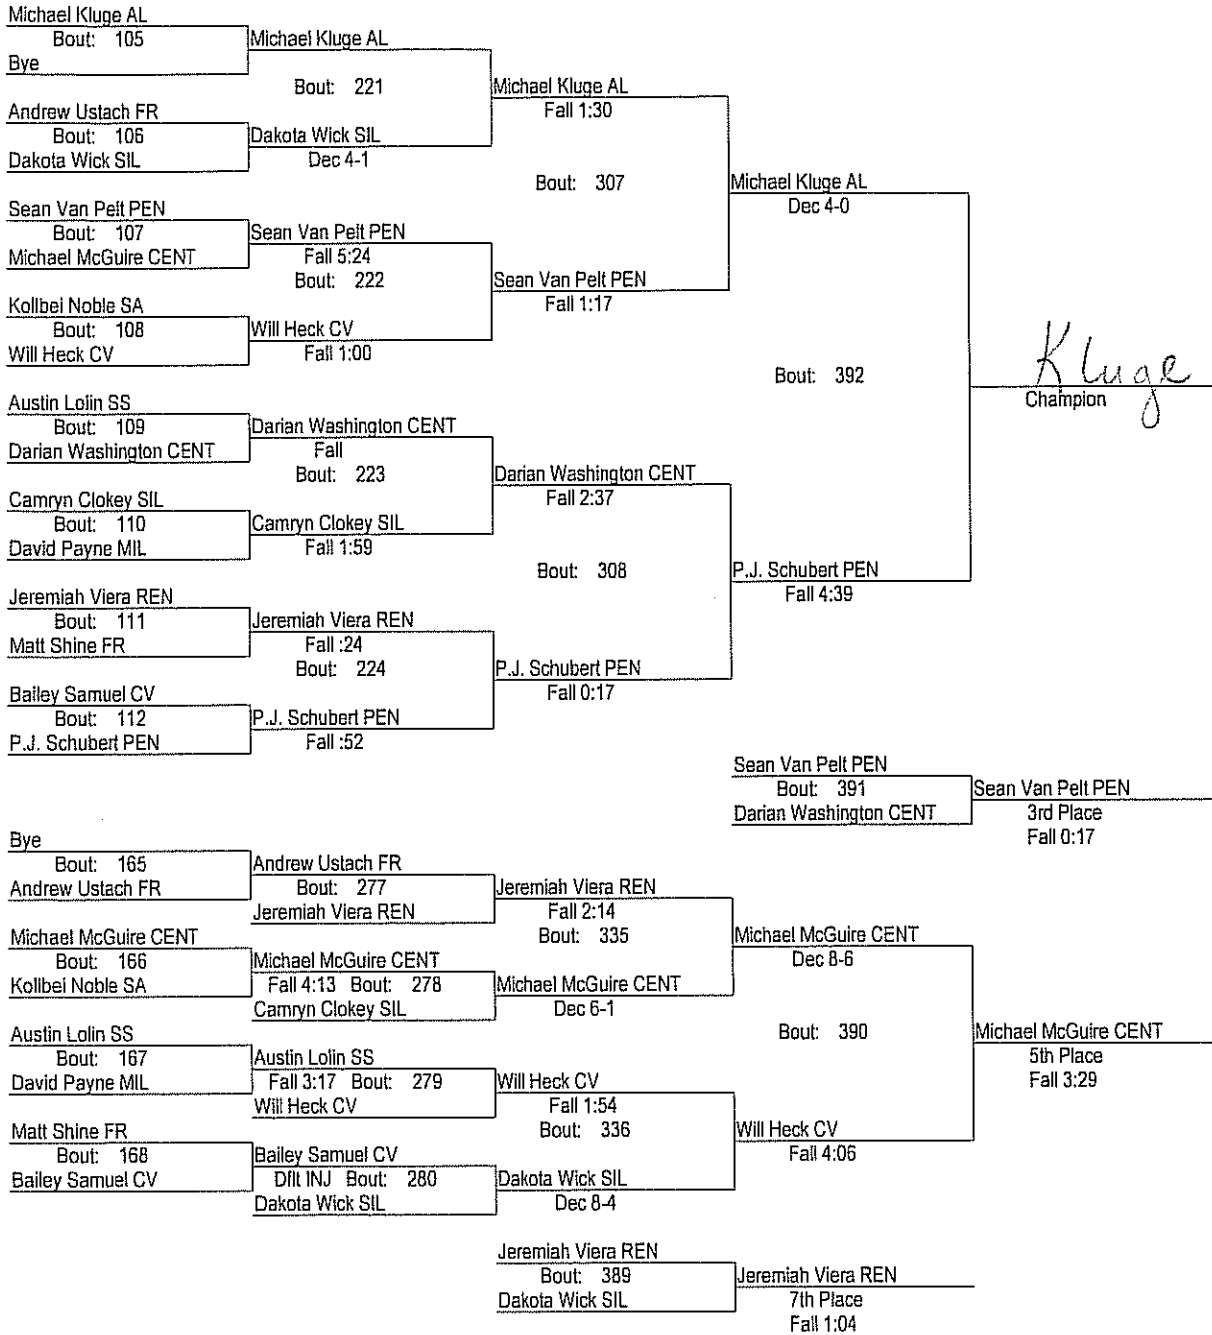 Michael Kluge AL
Bout: 105
Bye
Michael Kluge AL
Bout: 221
Andrew Ustach FR
Bout: 106
Dakota Wick SIL
Dakota Wick SIL
Dec 4-1
Michael Kluge AL
Fall 1:30
Bout: 307
Sean Van Pelt PEN
Bout: 107
Michael McGuire CENT
Sean Van Pelt PEN
Fall 5:24
Bout: 222
Kollbei Noble SA
Bout: 108
Will Heck CV
Will Heck CV
Fall 1:00
Sean Van Pelt PEN
Fall 1:17
Michael Kluge AL
Dec 4-0
Bout: 392
Kluge
Champion
Austin Lolin SS
Bout: 109
Darian Washington CENT
Darian Washington CENT
Fall
Bout: 223
Camryn Clokey SIL
Bout: 110
David Payne MIL
Camryn Clokey SIL
Fall 1:59
Darian Washington CENT
Fall 2:37
Bout: 308
Jeremiah Viera REN
Bout: 111
Matt Shine FR
Jeremiah Viera REN
Fall :24
Bout: 224
Bailey Samuel CV
Bout: 112
P.J. Schubert PEN
P.J. Schubert PEN
Fall :52
P.J. Schubert PEN
Fall 0:17
P.J. Schubert PEN
Fall 4:39
Sean Van Pelt PEN
Bout: 391
Darian Washington CENT
Sean Van Pelt PEN
3rd Place
Fall 0:17
Bye
Bout: 165
Andrew Ustach FR
Andrew Ustach FR
Bout: 277
Jeremiah Viera REN
Jeremiah Viera REN
Fall 2:14
Bout: 335
Michael McGuire CENT
Bout: 166
Kollbei Noble SA
Michael McGuire CENT
Fall 4:13 Bout: 278
Camryn Clokey SIL
Michael McGuire CENT
Dec 6-1
Michael McGuire CENT
Dec 8-6
Bout: 390
Austin Lolin SS
Bout: 167
David Payne MIL
Austin Lolin SS
Fall 3:17 Bout: 279
Will Heck CV
Will Heck CV
Fall 1:54
Bout: 336
Matt Shine FR
Bout: 168
Bailey Samuel CV
Bailey Samuel CV
Dflt INJ Bout: 280
Dakota Wick SIL
Dakota Wick SIL
Dec 8-4
Will Heck CV
Fall 4:06
Michael McGuire CENT
5th Place
Fall 3:29
Jeremiah Viera REN
Bout: 389
Dakota Wick SIL
Jeremiah Viera REN
7th Place
Fall 1:04